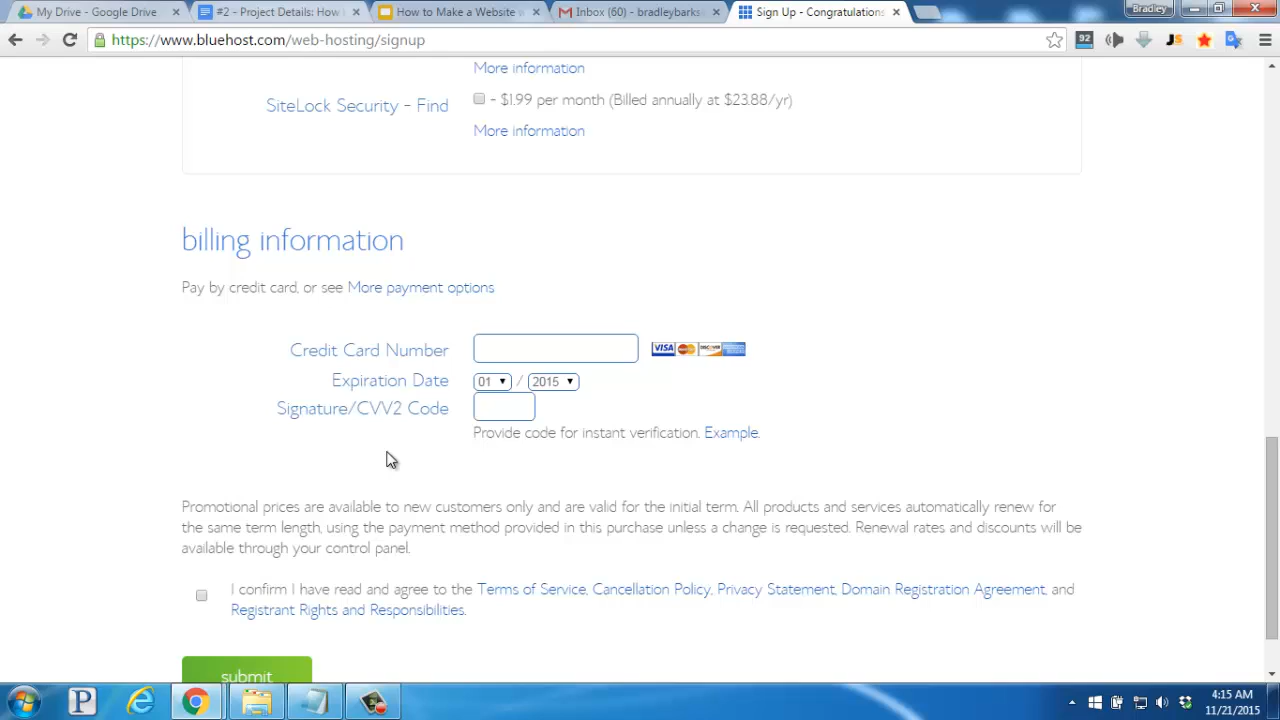 My Drive - Google Drive
#2 - Project Details: How
How to Make a Website
Inbox (60) - bradleybarks
Sign Up - Congratulations
Bradley
https://www.bluehost.com/web-hosting/signup
92
JS
More information
SiteLock Security - Find
- $1.99 per month (Billed annually at $23.88/yr)
More information
billing information
Pay by credit card, or see More payment options
Credit Card Number
VISA
DISCOVER
Expiration Date
01 / 2015
Signature/CVV2 Code
Provide code for instant verification. Example.
Promotional prices are available to new customers only and are valid for the initial term. All products and services automatically renew for
the same term length, using the payment method provided in this purchase unless a change is requested. Renewal rates and discounts will be
available through your control panel.
I confirm I have read and agree to the Terms of Service, Cancellation Policy, Privacy Statement, Domain Registration Agreement, and
Registrant Rights and Responsibilities.
submit
P
4:15 AM
11/21/2015